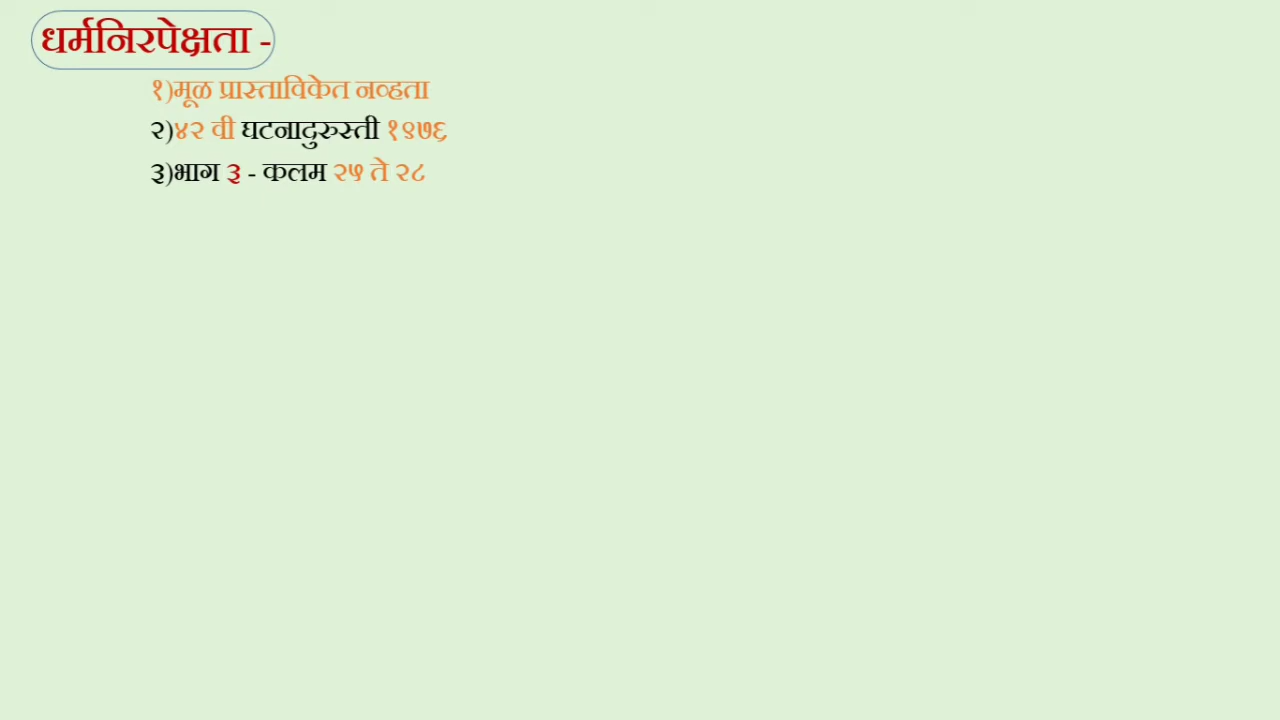 धर्मनिरपेक्षता -
१)मूळ प्रास्ताविकेत नव्हता
२)४२ वी घटनादुरुस्ती १९७६
३)भाग ३ - कलम २५ ते २८